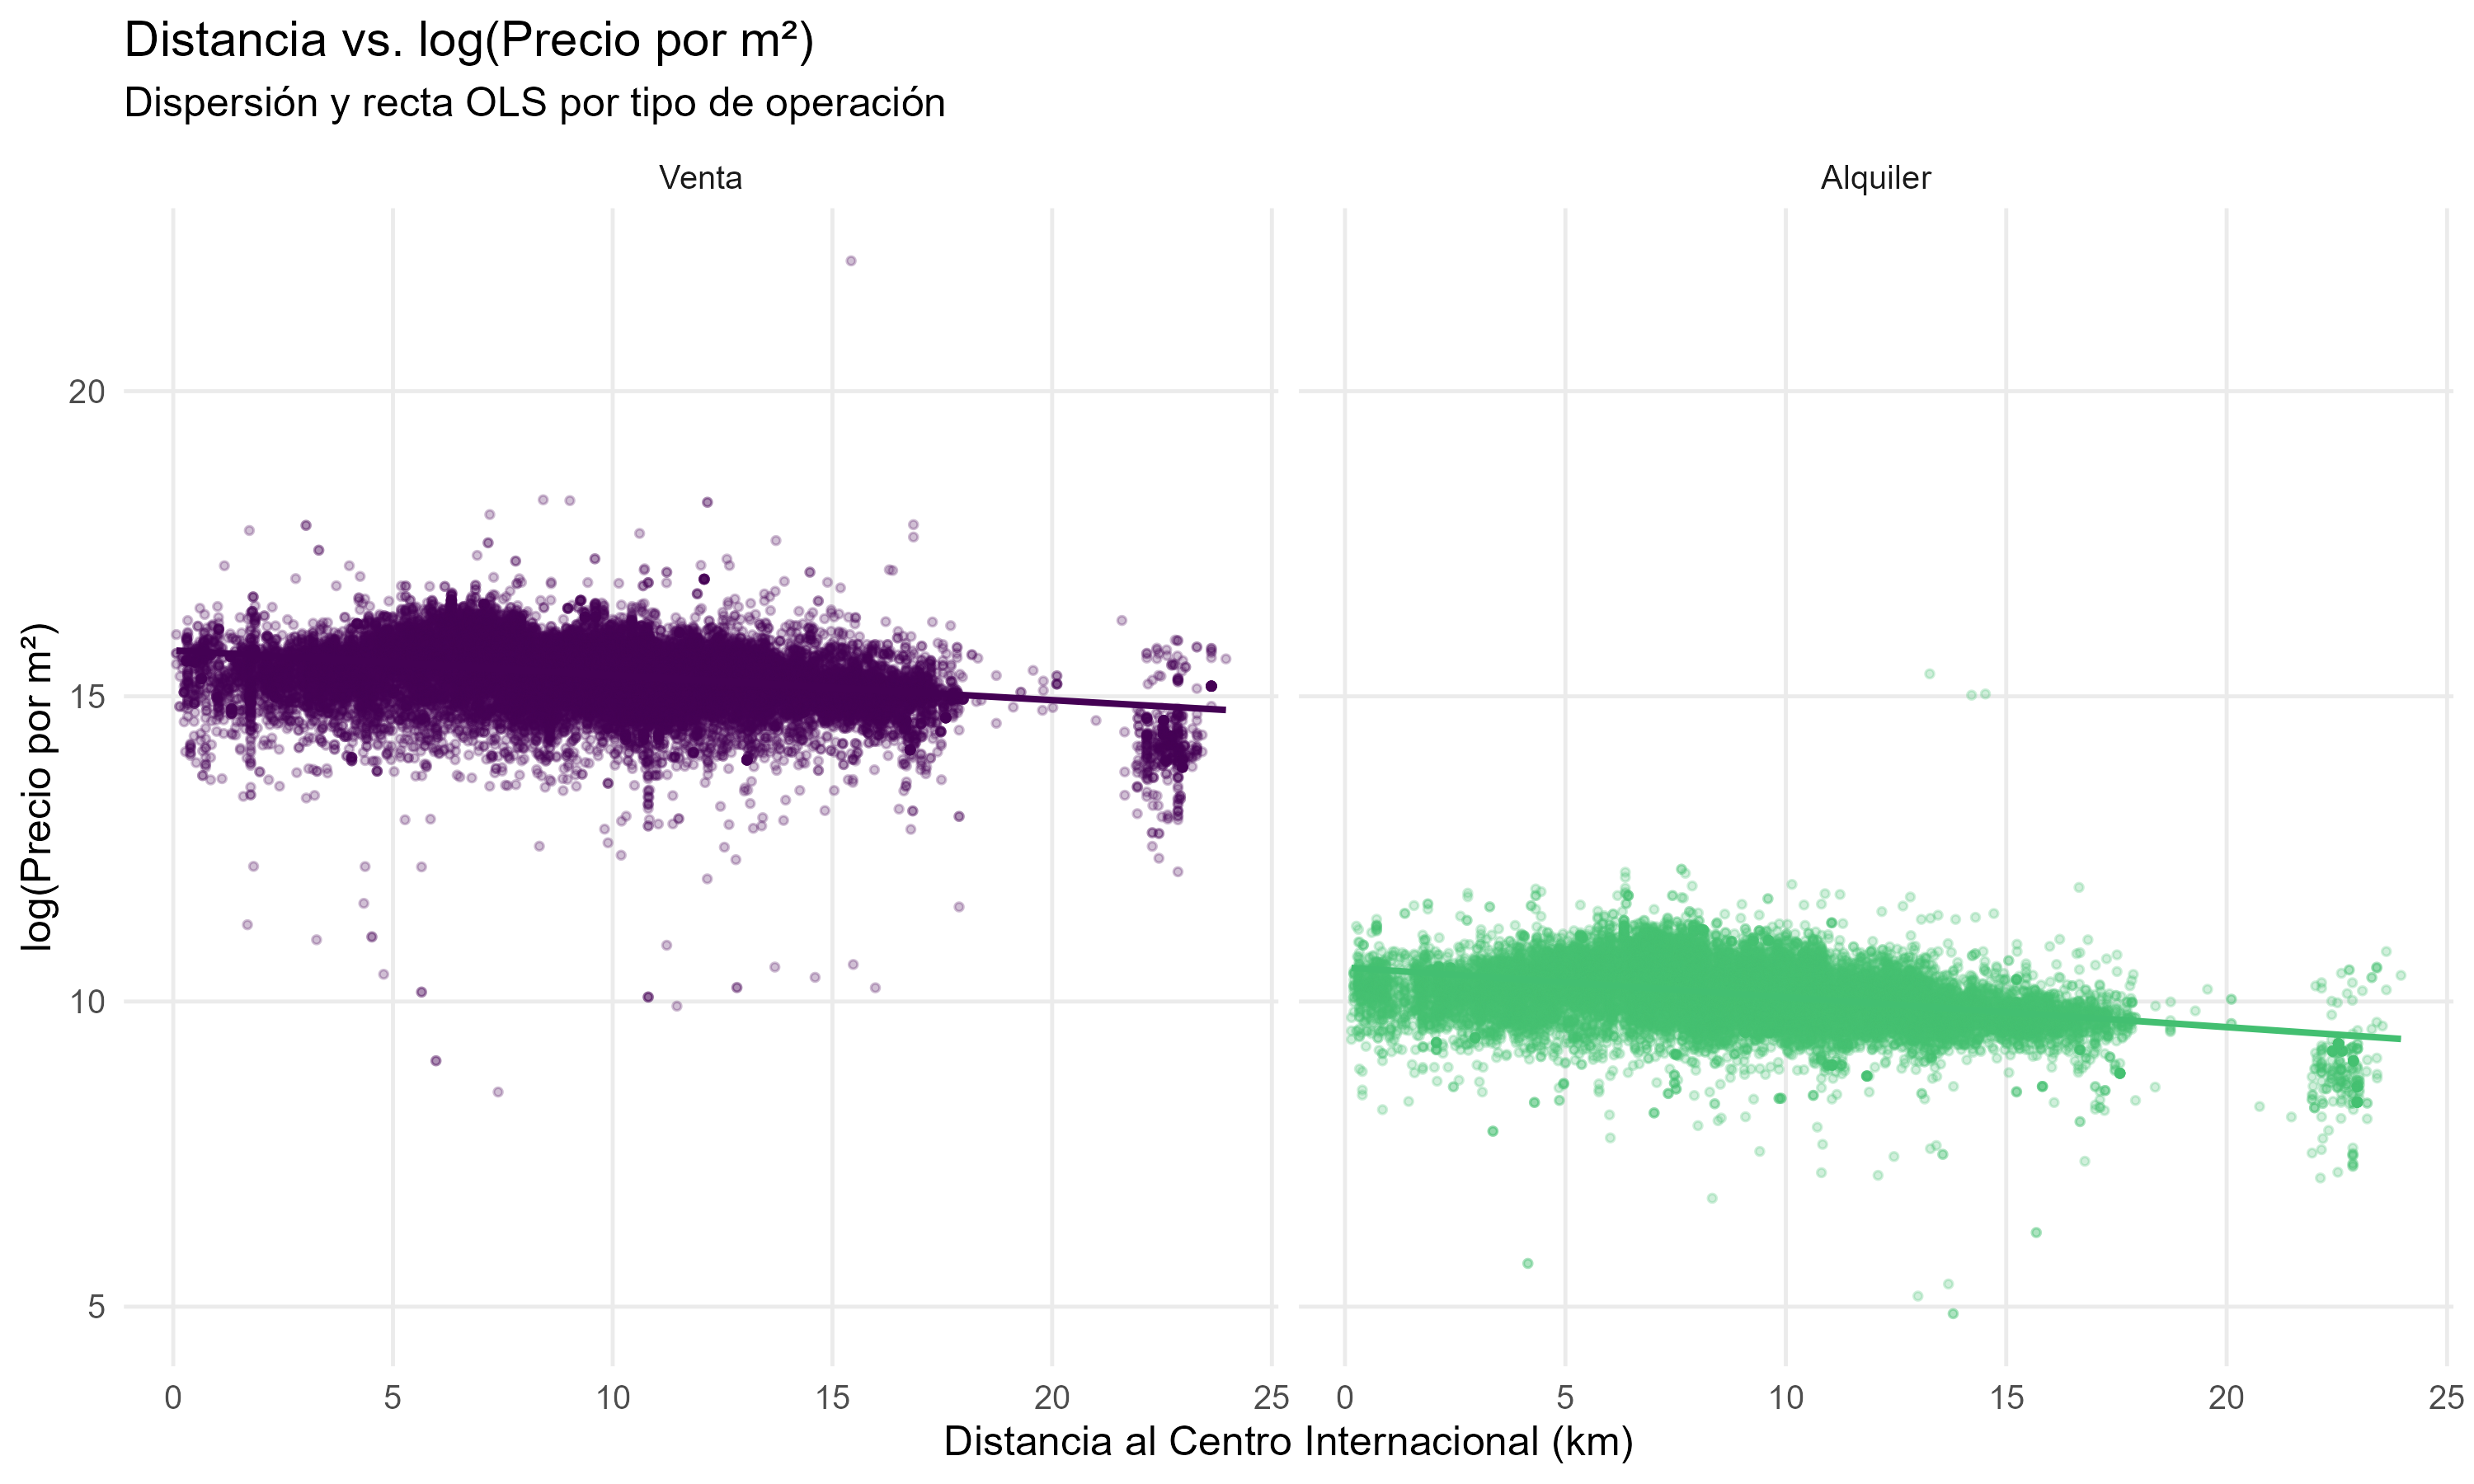 Distancia vs. log(Precio por m²)
Dispersión y recta OLS por tipo de operación
Venta
Alquiler
log(Precio por m²)
20
15
10
5
0 5 10 15 20 25
0 5 10 15 20 25
Distancia al Centro Internacional (km)